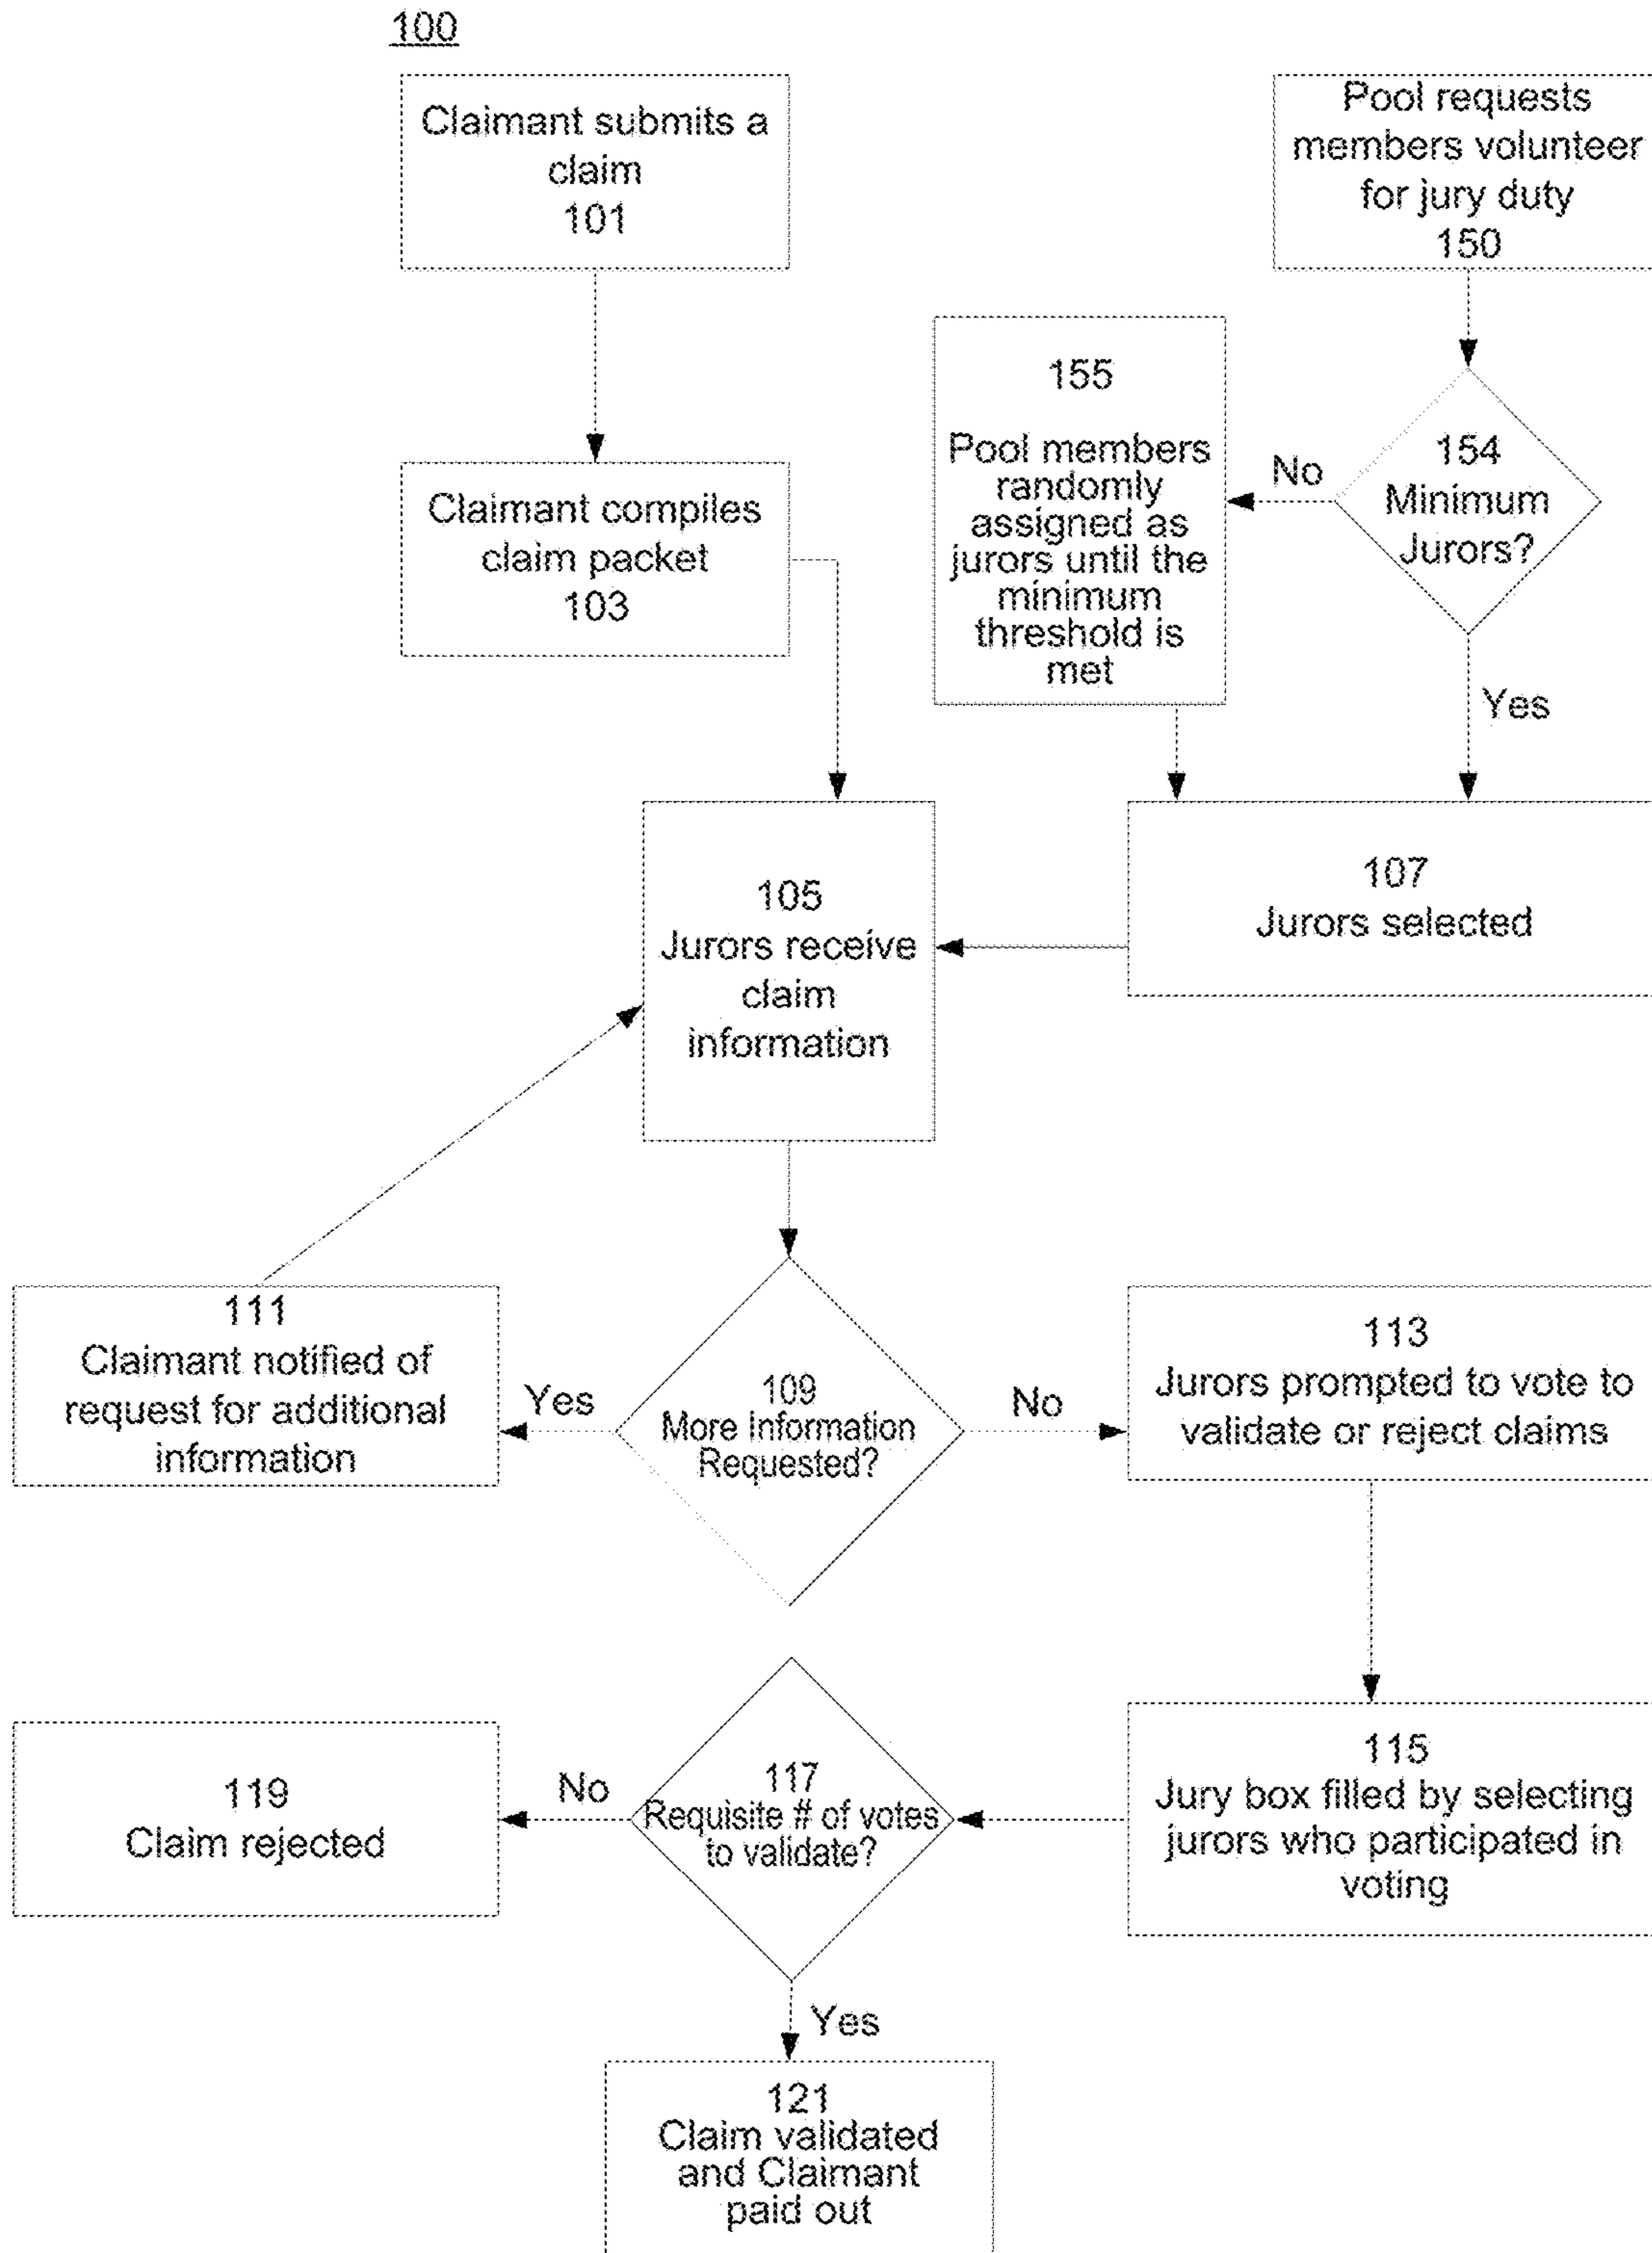 100
Claimant submits a
claim
101
Pool requests
members volunteer
for jury duty
150
155
Pool members
randomly
assigned as
jurors until the
minimum
threshold is
met
No
154
Minimum
Jurors?
Yes
Claimant compiles
claim packet
103
105
Jurors receive
claim
information
107
Jurors selected
111
Claimant notified of
request for additional
information
Yes
109
More Information
Requested?
No
113
Jurors prompted to vote to
validate or reject claims
119
Claim rejected
No
117
Requisite # of votes
to validate?
115
Jury box filled by selecting
jurors who participated in
voting
Yes
121
Claim validated
and Claimant
paid out